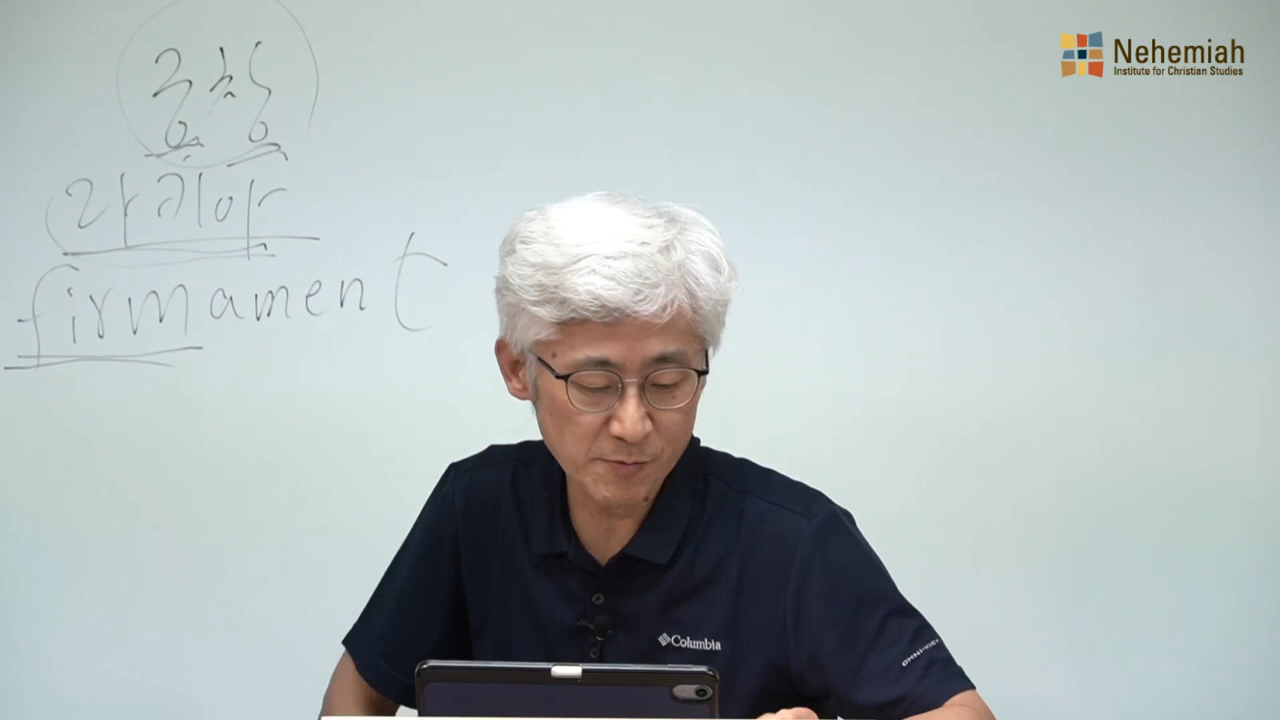 궁창
라키아
firmament
Nehemiah
Institute for Christian Studies
Columbia